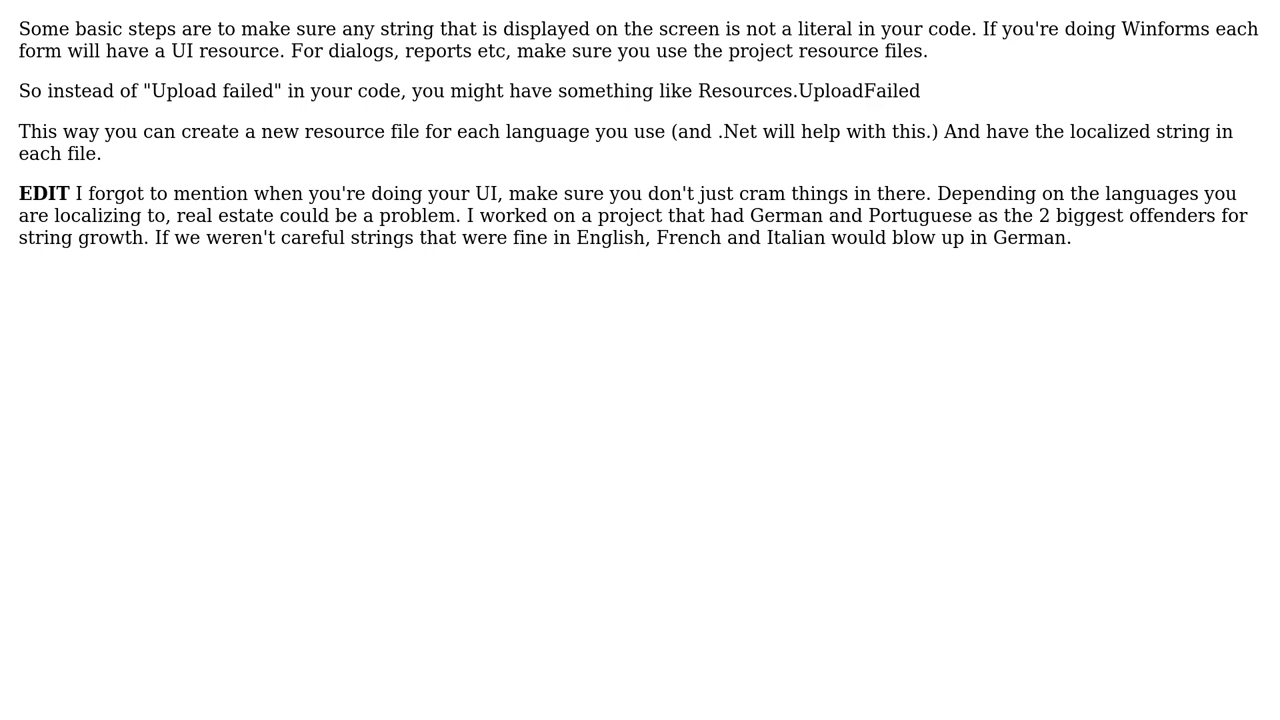 Some basic steps are to make sure any string that is displayed on the screen is not a literal in your code. If you're doing Winforms each
form will have a UI resource. For dialogs, reports etc, make sure you use the project resource files.
So instead of "Upload failed" in your code, you might have something like Resources.UploadFailed
This way you can create a new resource file for each language you use (and .Net will help with this.) And have the localized string in
each file.
EDIT I forgot to mention when you're doing your UI, make sure you don't just cram things in there. Depending on the languages you
are localizing to, real estate could be a problem. I worked on a project that had German and Portuguese as the 2 biggest offenders for
string growth. If we weren't careful strings that were fine in English, French and Italian would blow up in German.